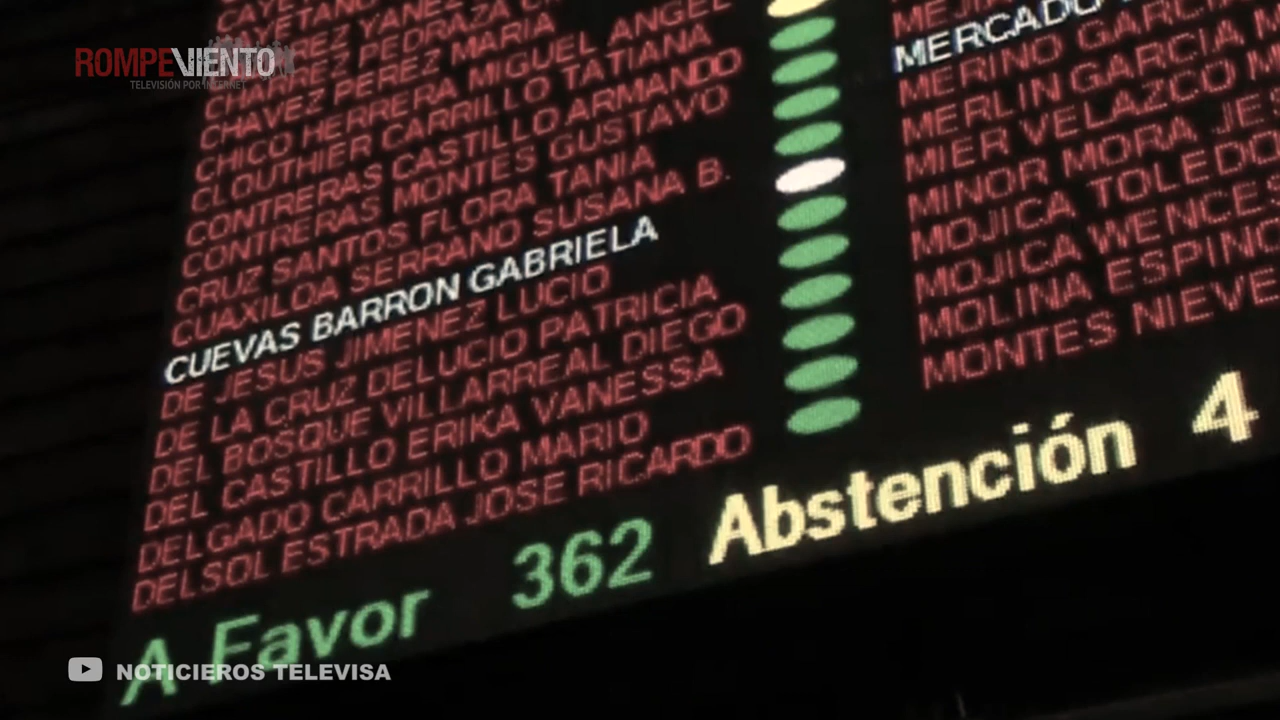 ROMPEVIENTO
TELEVISIÓN POR INTERNET
YAÑEZ
PEREZ MARIA
CHAVEZ PEREZ
CHICO HERRERA MIGUEL ANGEL
CLOUTHIER CARRILLO TATIANA
CONTRERAS CASTILLO ARMANDO
CONTRERAS MONTES GUSTAVO
CRUZ SANTOS FLORA TANIA
CUAXILOA SERRANO SUSANA B.
CUEVAS BARRON GABRIELA
DE JESUS JIMENEZ LUCIO
DE LA CRUZ DELUCIO PATRICIA
DEL BOSQUE VILLARREAL DIEGO
DEL CASTILLO ERIKA VANESSA
DELGADO CARRILLO MARIO
DELSOL ESTRADA JOSE RICARDO
MERCADO
MERINO GARCIA
MERLIN GARCIA M
MIER VELAZCO M
MINOR MORA JES
MOJICA TOLEDO
MOJICA WENCES
MOLINA ESPINO
MONTES NIEVE
A Favor 362 Abstención 4
NOTICIEROS TELEVISA